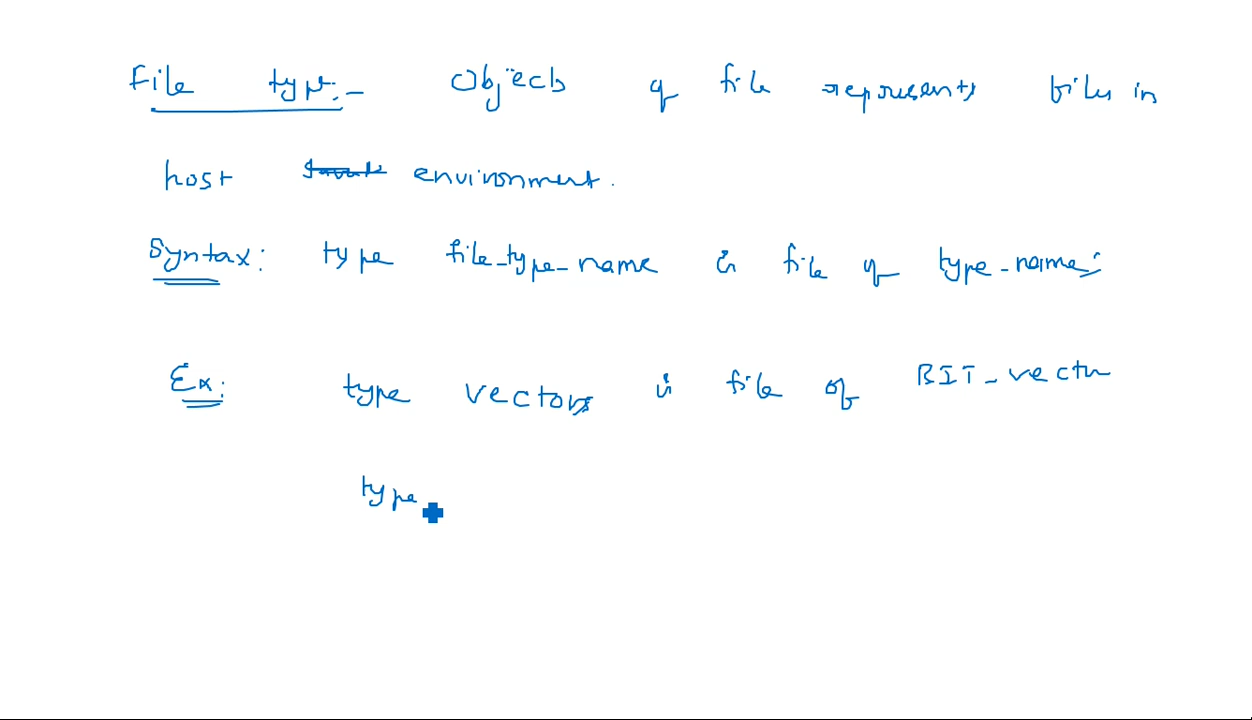 File type:- Objects of file represents files in
host environment.
Syntax: type file_type_name is file of type_name;
Ex: type vectors is file of BIT_vector
type